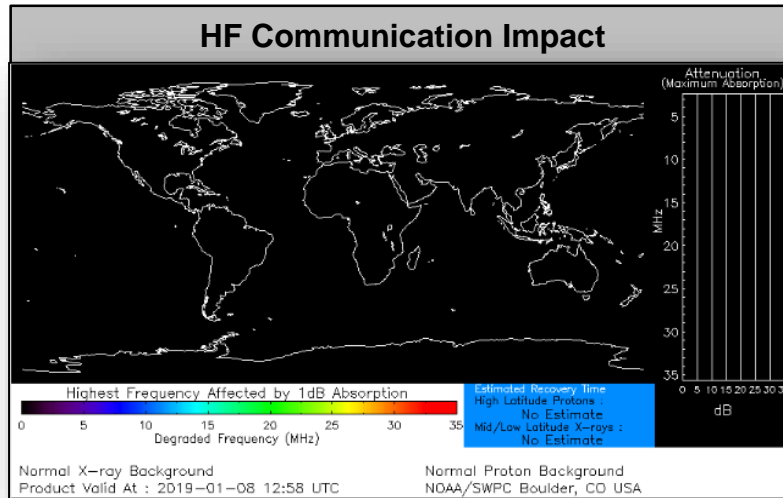 HF Communication Impact
Attenuation
(Maximum Absorption)
5
10
15
20
25
30
35
MHz
0 5 10 15 20 25 30 3
dB
Highest Frequency Affected by 1dB Absorption
0 5 10 15 20 25 30 35
Degraded Frequency (MHz)
Estimated Recovery Time
High Latitude Protons :
No Estimate
Mid/Low Latitude X-rays :
No Estimate
Normal X-ray Background
Product Valid At : 2019-01-08 12:58 UTC
Normal Proton Background
NOAA/SWPC Boulder, CO USA